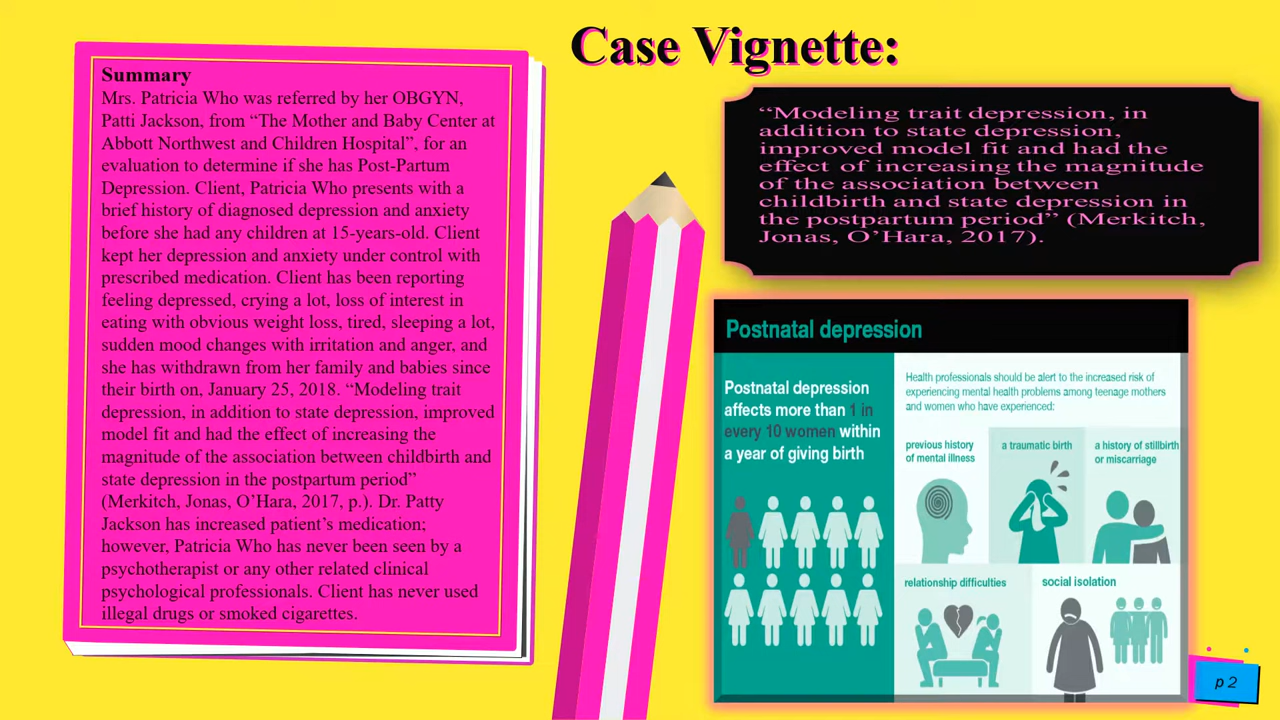 Case Vignette:
Summary
Mrs. Patricia Who was referred by her OBGYN,
Patti Jackson, from “The Mother and Baby Center at
Abbott Northwest and Children Hospital”, for an
evaluation to determine if she has Post-Partum
Depression. Client, Patricia Who presents with a
brief history of diagnosed depression and anxiety
before she had any children at 15-years-old. Client
kept her depression and anxiety under control with
prescribed medication. Client has been reporting
feeling depressed, crying a lot, loss of interest in
eating with obvious weight loss, tired, sleeping a lot,
sudden mood changes with irritation and anger, and
she has withdrawn from her family and babies since
their birth on, January 25, 2018. “Modeling trait
depression, in addition to state depression, improved
model fit and had the effect of increasing the
magnitude of the association between childbirth and
state depression in the postpartum period”
(Merkitch, Jonas, O’Hara, 2017, p.). Dr. Patty
Jackson has increased patient’s medication;
however, Patricia Who has never been seen by a
psychotherapist or any other related clinical
psychological professionals. Client has never used
illegal drugs or smoked cigarettes.
“Modeling trait depression, in
addition to state depression,
improved model fit and had the
effect of increasing the magnitude
of the association between
childbirth and state depression in
the postpartum period” (Merkitch,
Jonas, O’Hara, 2017).
Postnatal depression
Postnatal depression
affects more than 1 in
every 10 women within
a year of giving birth
Health professionals should be alert to the increased risk of
experiencing mental health problems among teenage mothers
and women who have experienced:
previous history
of mental illness
a traumatic birth
a history of stillbirth
or miscarriage
relationship difficulties
social isolation
p 2